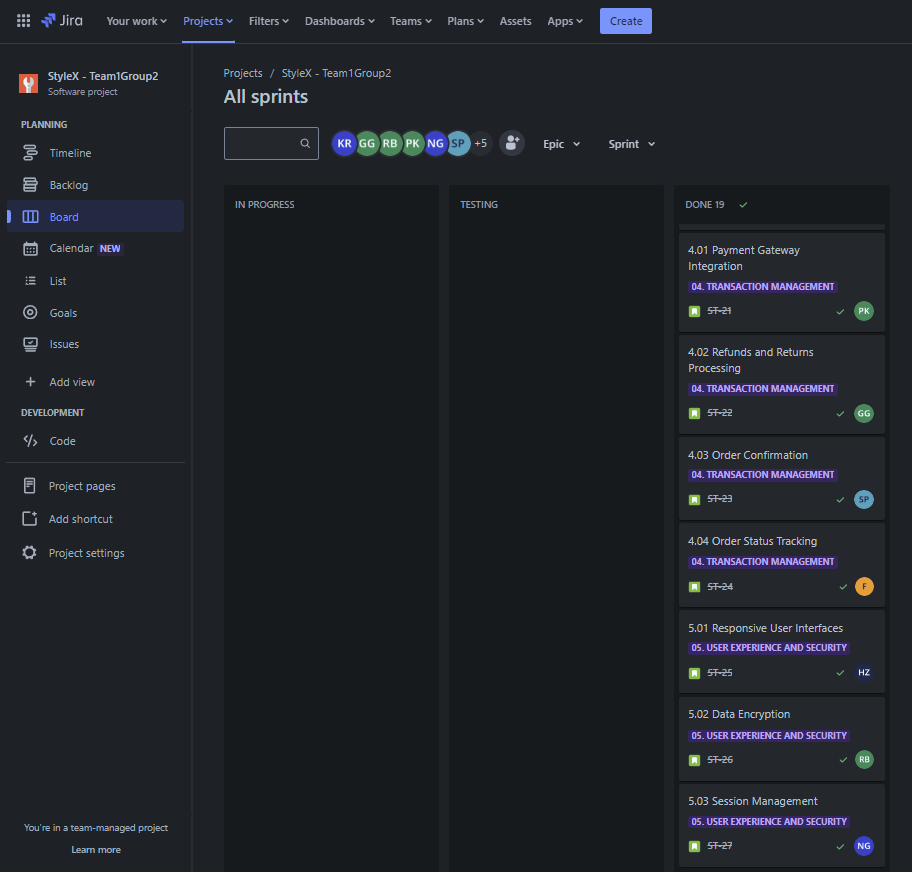 Jira Your work Projects Filters Dashboards Teams Plans Assets Apps Create
StyleX - Team1Group2
Software project
PLANNING
Timeline
Backlog
Board
Calendar NEW
List
Goals
Issues
Add view
DEVELOPMENT
Code
Project pages
Add shortcut
Project settings
You're in a team-managed project
Learn more
Projects / StyleX - Team1Group2
All sprints
KR GG RB PK NG SP +5 Epic Sprint
IN PROGRESS
TESTING
DONE 19
4.01 Payment Gateway
Integration
04. TRANSACTION MANAGEMENT
ST-21 PK
4.02 Refunds and Returns
Processing
04. TRANSACTION MANAGEMENT
ST-22 GG
4.03 Order Confirmation
04. TRANSACTION MANAGEMENT
ST-23 SP
4.04 Order Status Tracking
04. TRANSACTION MANAGEMENT
ST-24 F
5.01 Responsive User Interfaces
05. USER EXPERIENCE AND SECURITY
ST-25 HZ
5.02 Data Encryption
05. USER EXPERIENCE AND SECURITY
ST-26 RB
5.03 Session Management
05. USER EXPERIENCE AND SECURITY
ST-27 NG